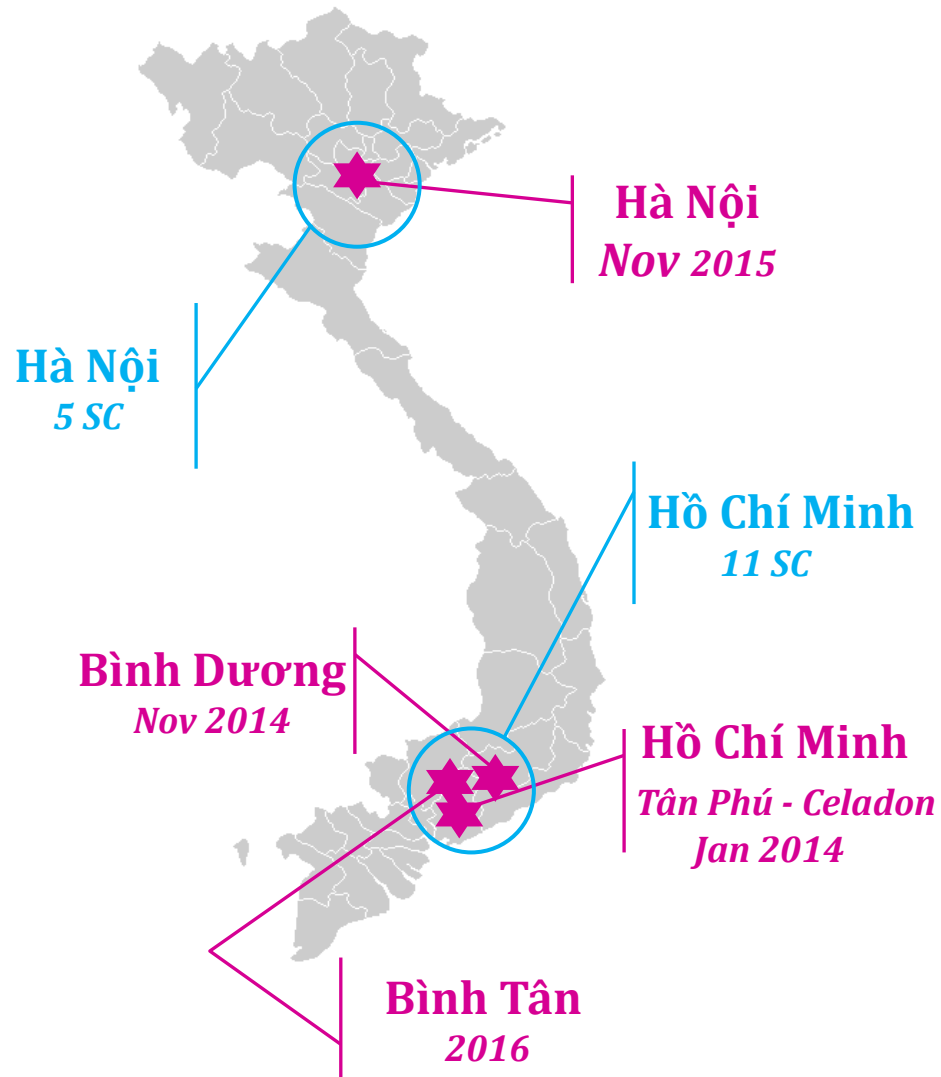 Hà Nội
Nov 2015
Hà Nội
5 SC
Hồ Chí Minh
11 SC
Bình Dương
Nov 2014
Hồ Chí Minh
Tân Phú - Celadon
Jan 2014
Bình Tân
2016